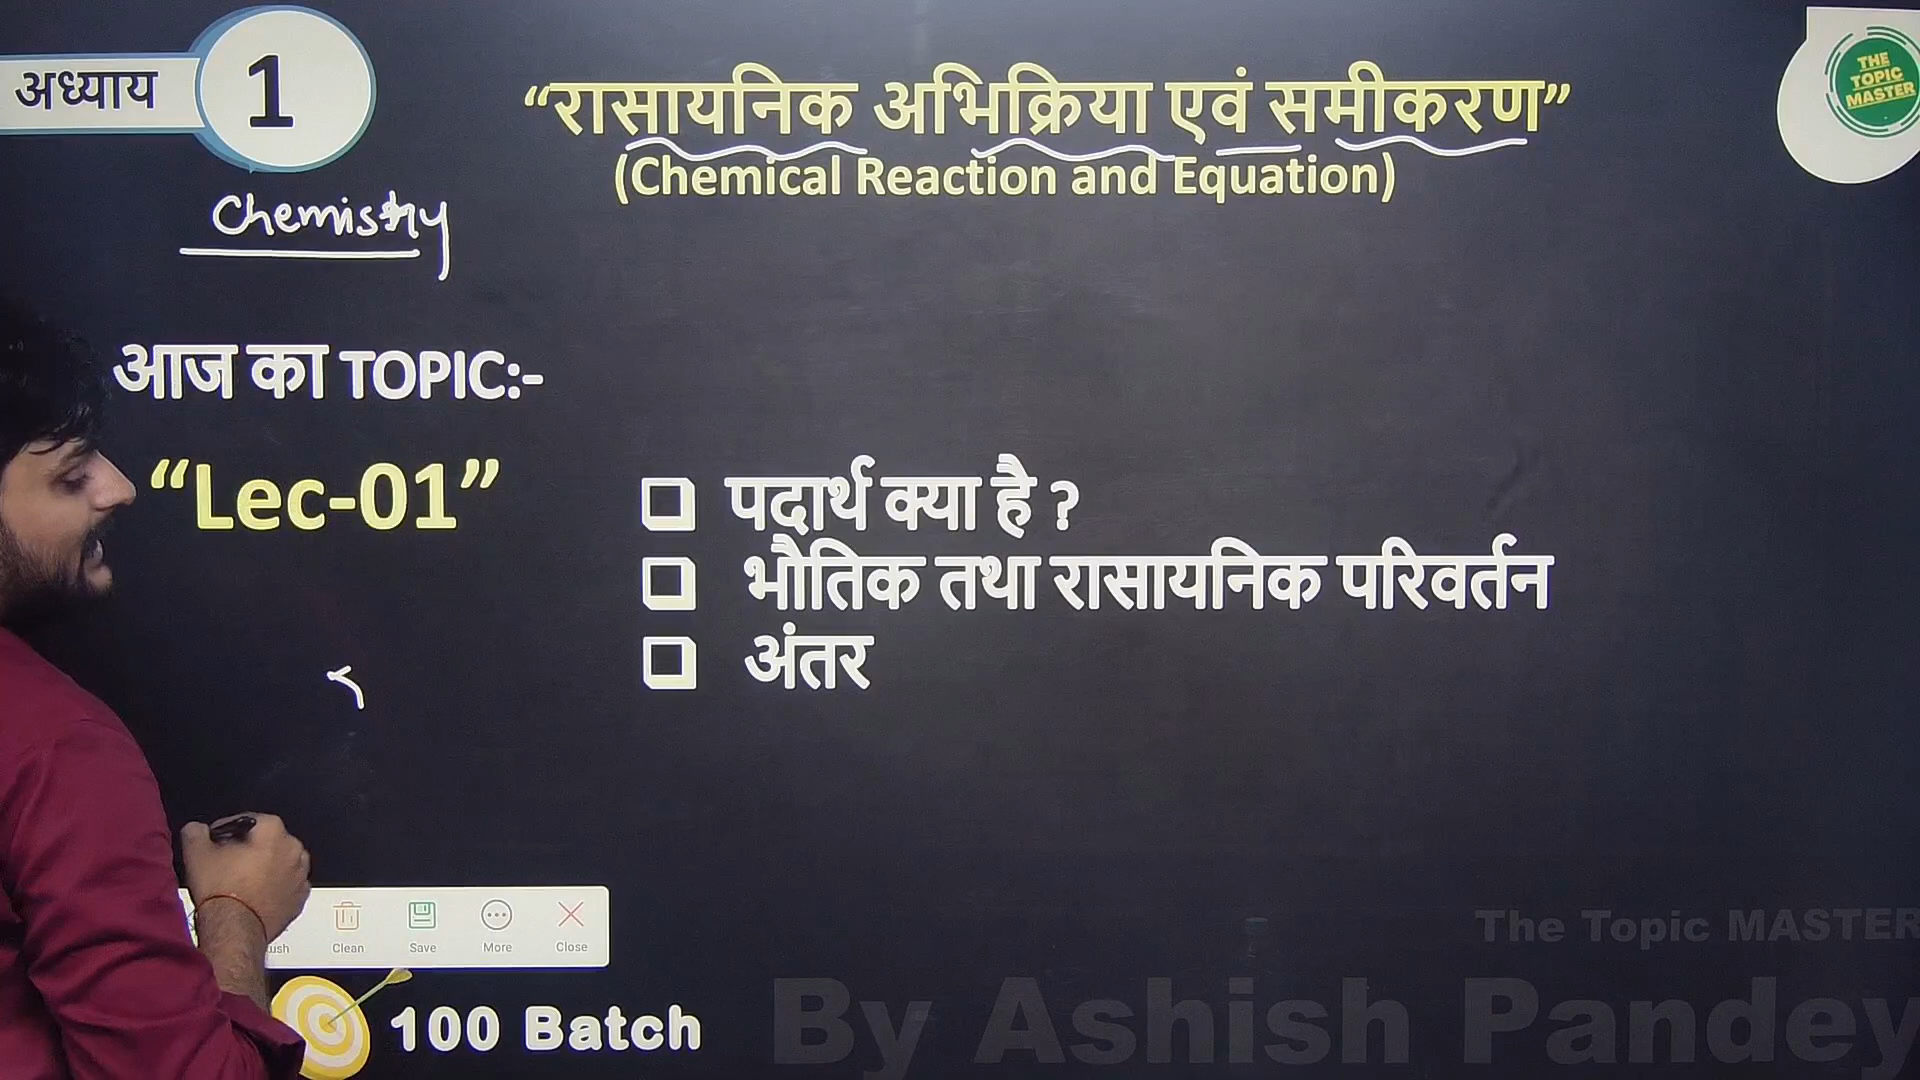 अध्याय 1
“रासायनिक अभिक्रिया एवं समीकरण”
(Chemical Reaction and Equation)
THE
TOPIC
MASTER
Chemistry
आज का TOPIC:-
“Lec-01”
पदार्थ क्या है ?
भौतिक तथा रासायनिक परिवर्तन
अंतर
Clean Save More Close
100 Batch
The Topic MASTER
By Ashish Pandey